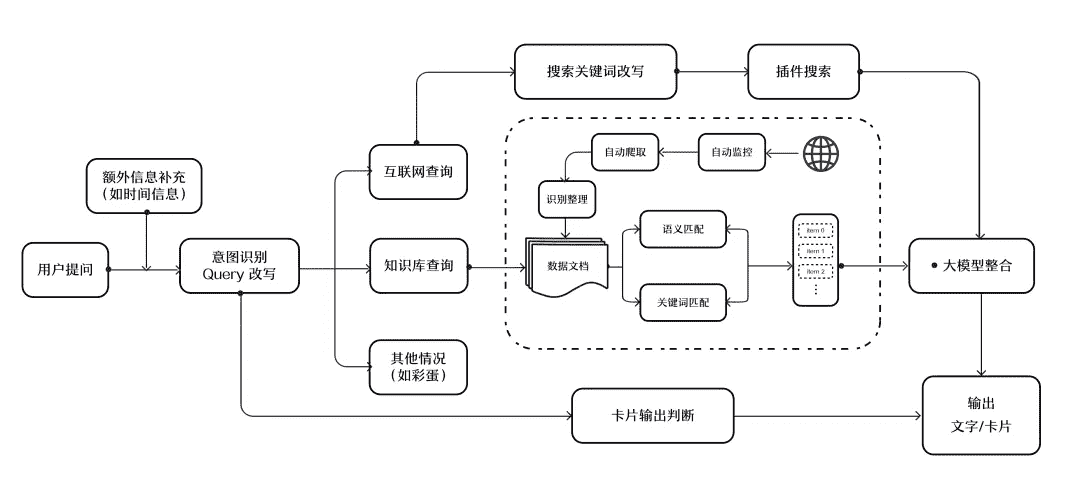 搜索关键词改写
插件搜索
自动爬取
自动监控
额外信息补充
(如时间信息)
互联网查询
识别整理
用户提问
意图识别
Query 改写
知识库查询
数据文档
语义匹配
关键词匹配
item 0
item 1
item 2
大模型整合
其他情况
(如彩蛋)
卡片输出判断
输出
文字/卡片